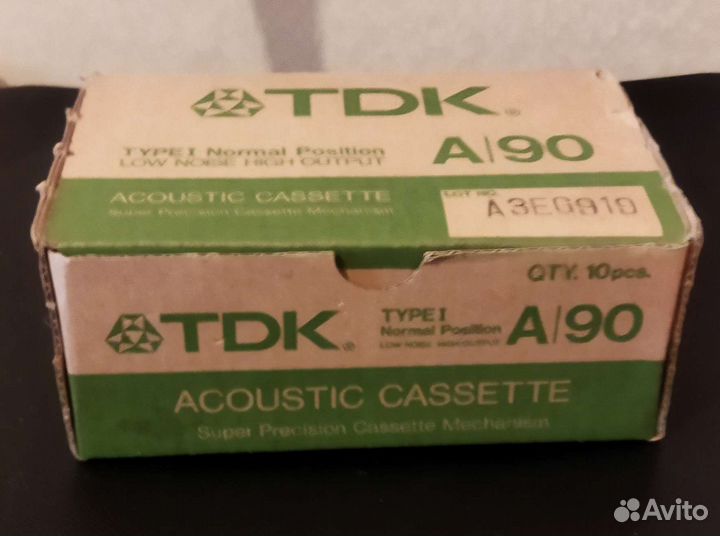 TDK®
TYPE I Normal Position
LOW NOISE HIGH OUTPUT
A/90
ACOUSTIC CASSETTE
Super Precision Cassette Mechanism
LOT NO.
A3EG910
QTY. 10pcs.
TDK®
TYPE I
Normal Position
LOW NOISE HIGH OUTPUT
A/90
ACOUSTIC CASSETTE
Super Precision Cassette Mechanism
Avito